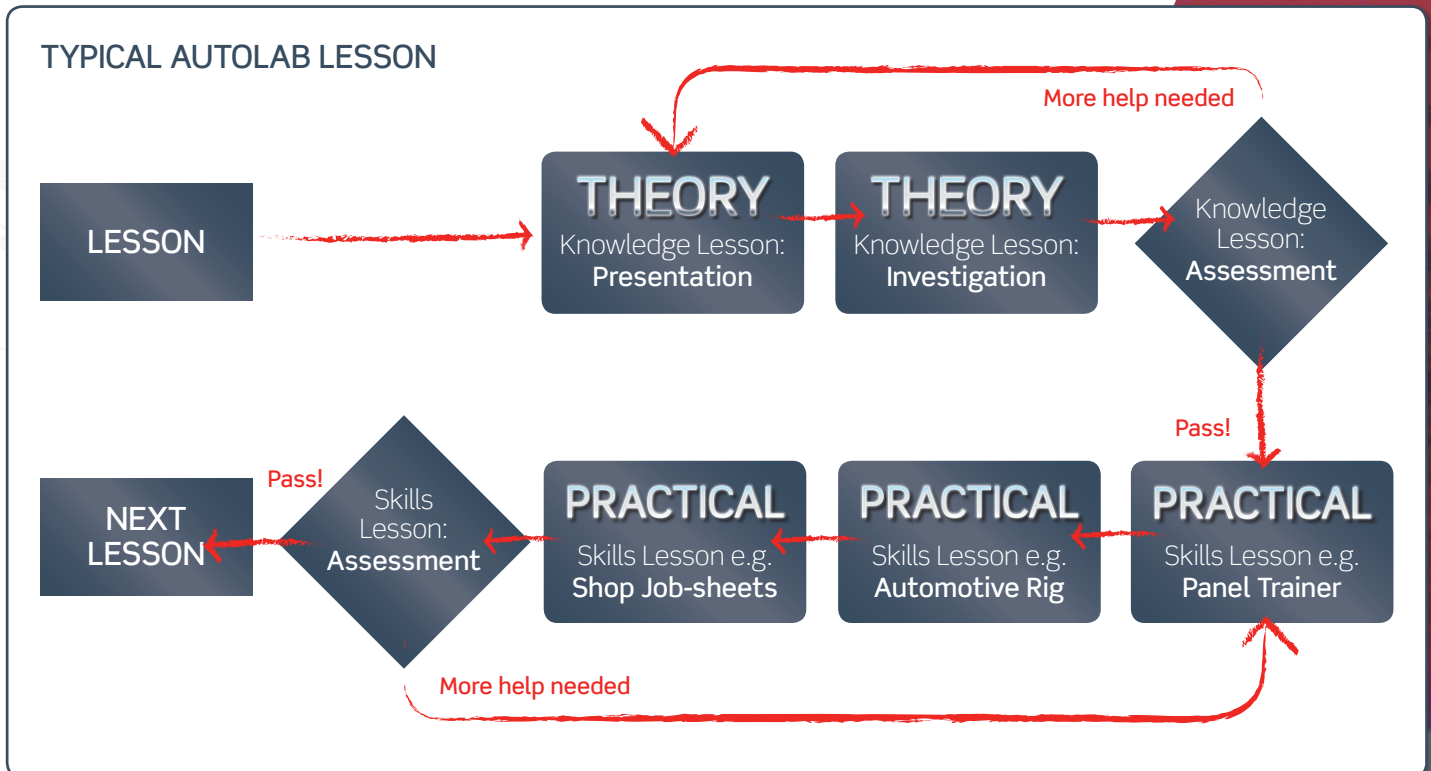 TYPICAL AUTOLAB LESSON
More help needed
LESSON
THEORY
Knowledge Lesson:
Presentation
THEORY
Knowledge Lesson:
Investigation
Knowledge
Lesson:
Assessment
Pass!
PRACTICAL
Skills Lesson e.g.
Panel Trainer
PRACTICAL
Skills Lesson e.g.
Automotive Rig
PRACTICAL
Skills Lesson e.g.
Shop Job-sheets
Skills
Lesson:
Assessment
Pass!
NEXT
LESSON
More help needed